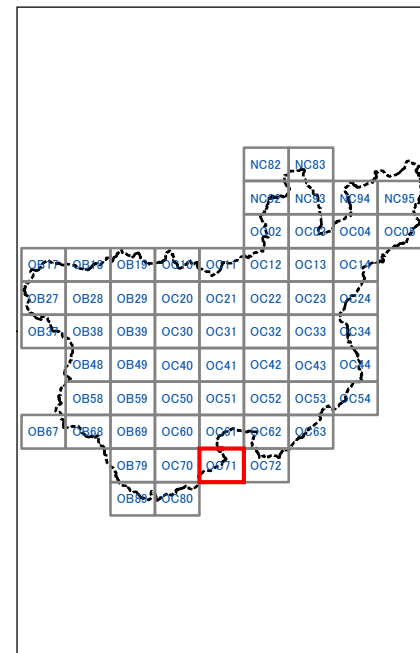 NC82 NC83
NC92 NC93 NC94 NC95
OC02 OC03 OC04 OC05
OB17 OB18 OB19 OC10 OC11 OC12 OC13 OC14
OB27 OB28 OB29 OC20 OC21 OC22 OC23 OC24
OB37 OB38 OB39 OC30 OC31 OC32 OC33 OC34
OB48 OB49 OC40 OC41 OC42 OC43 OC44
OB58 OB59 OC50 OC51 OC52 OC53 OC54
OB67 OB68 OB69 OC60 OC61 OC62 OC63
OB79 OC70 OC71 OC72
OB89 OC80